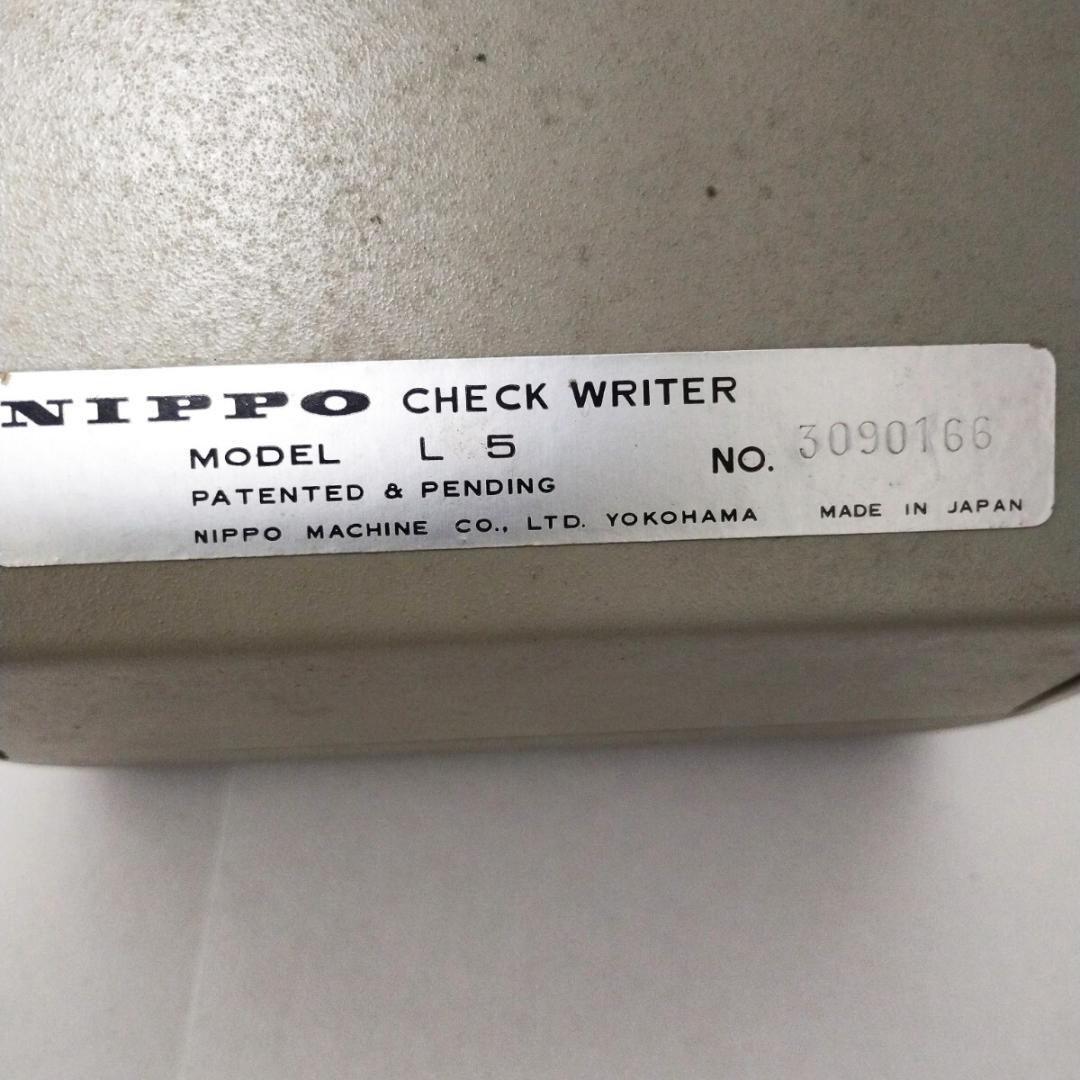 NIPPO CHECK WRITER
MODEL L 5
NO. 3090166
PATENTED & PENDING
NIPPO MACHINE CO., LTD. YOKOHAMA MADE IN JAPAN